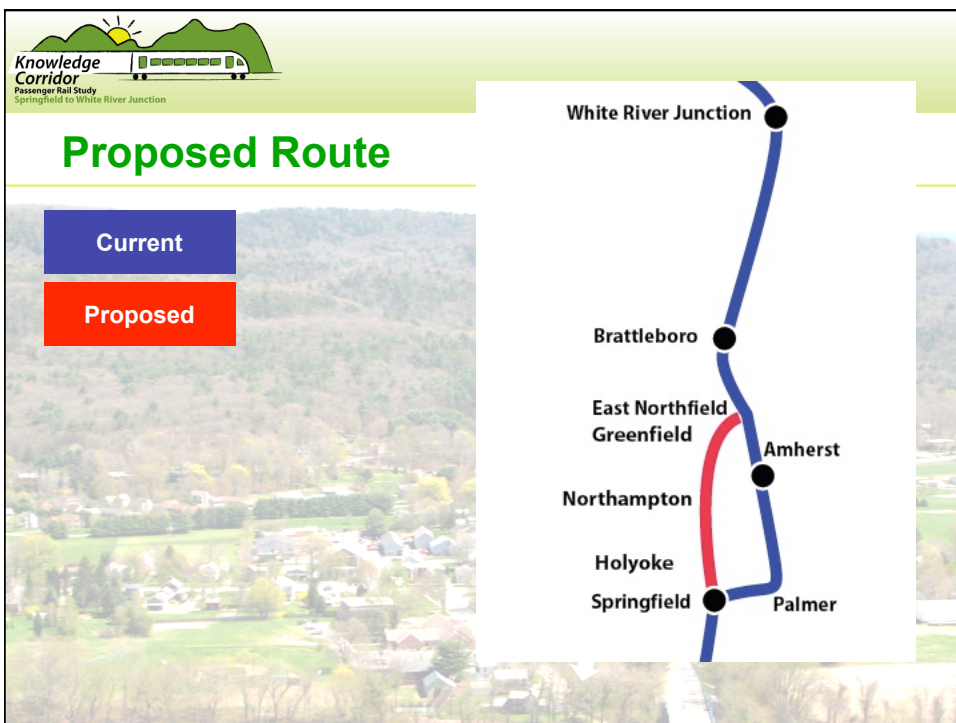 Knowledge
Corridor
Passenger Rail Study
Springfield to White River Junction
Proposed Route
Current
Proposed
White River Junction
Brattleboro
East Northfield
Greenfield
Amherst
Northampton
Holyoke
Springfield
Palmer